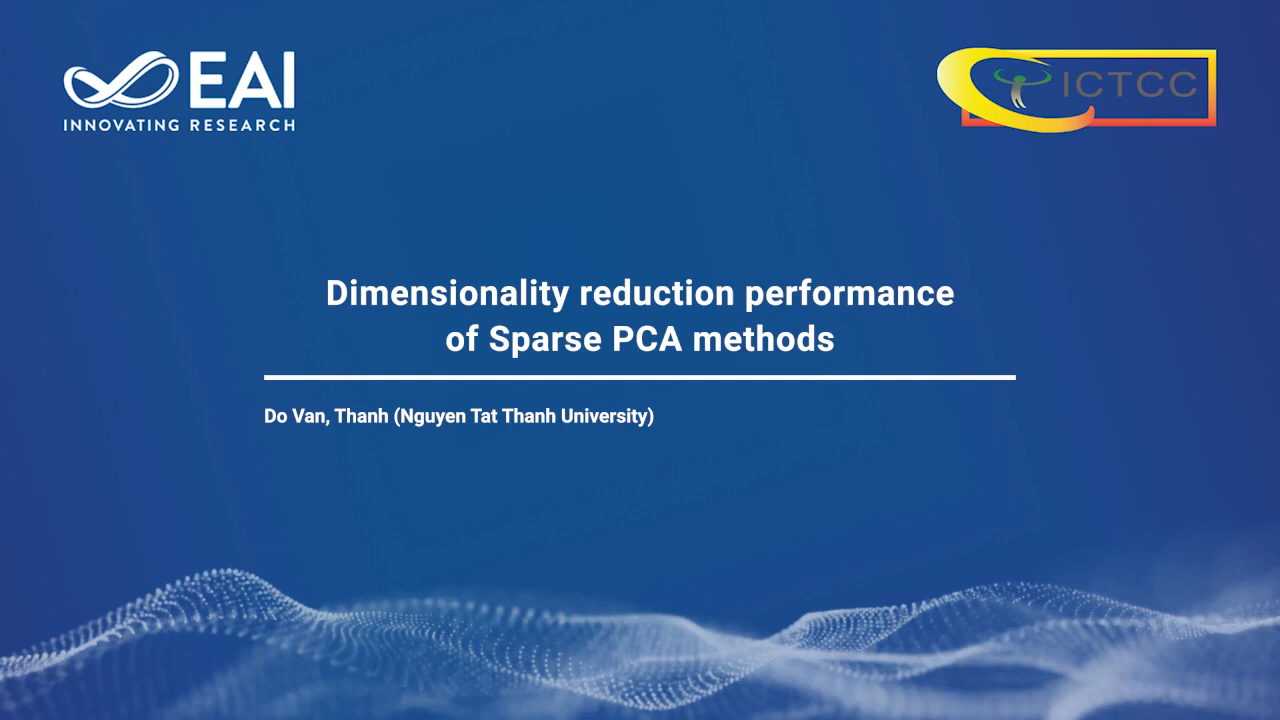 EAI
INNOVATING RESEARCH
ICTCC
Dimensionality reduction performance
of Sparse PCA methods
Do Van, Thanh (Nguyen Tat Thanh University)